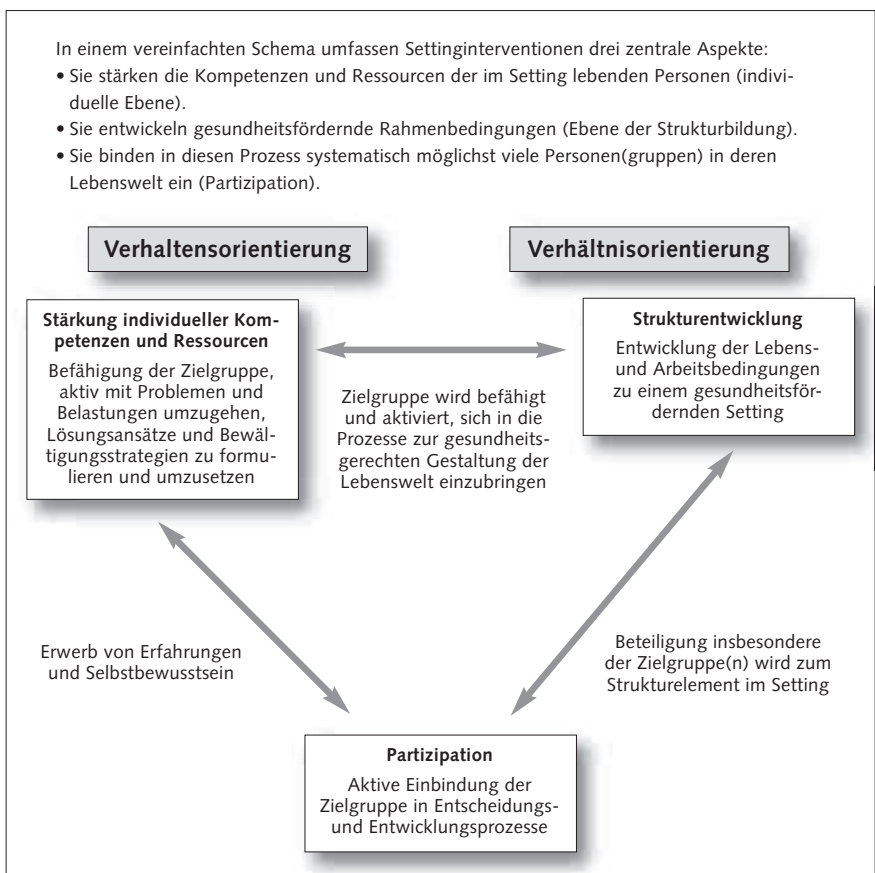 In einem vereinfachten Schema umfassen Settinginterventionen drei zentrale Aspekte:
• Sie stärken die Kompetenzen und Ressourcen der im Setting lebenden Personen (indivi-
duelle Ebene).
• Sie entwickeln gesundheitsfördernde Rahmenbedingungen (Ebene der Strukturbildung).
• Sie binden in diesen Prozess systematisch möglichst viele Personen(gruppen) in deren
Lebenswelt ein (Partizipation).
Verhaltensorientierung
Verhältnisorientierung
Stärkung individueller Kom-
petenzen und Ressourcen
Befähigung der Zielgruppe,
aktiv mit Problemen und
Belastungen umzugehen,
Lösungsansätze und Bewäl-
tigungsstrategien zu formu-
lieren und umzusetzen
Zielgruppe wird befähigt
und aktiviert, sich in die
Prozesse zur gesundheits-
gerechten Gestaltung der
Lebenswelt einzubringen
Strukturentwicklung
Entwicklung der Lebens-
und Arbeitsbedingungen
zu einem gesundheitsför-
dernden Setting
Erwerb von Erfahrungen
und Selbstbewusstsein
Beteiligung insbesondere
der Zielgruppe(n) wird zum
Strukturelement im Setting
Partizipation
Aktive Einbindung der
Zielgruppe in Entscheidungs-
und Entwicklungsprozesse